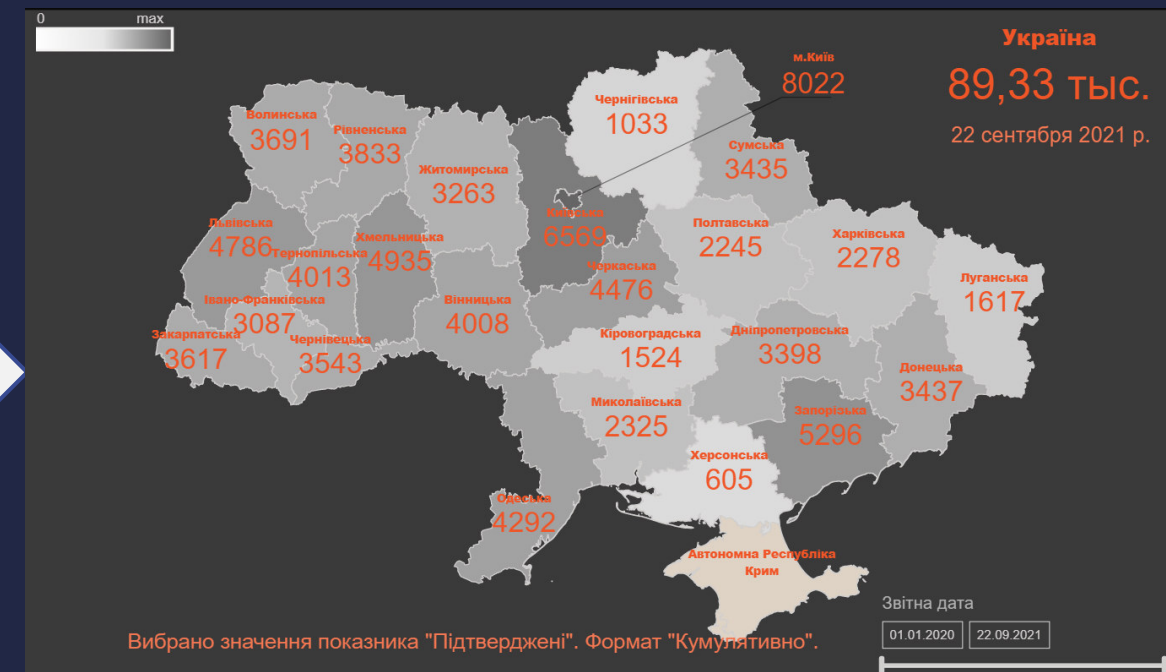 0 max
Україна
89,33 тыс.
22 сентября 2021 р.
м.Київ
8022
Чернігівська
1033
Волинська
3691
Рівненська
3833
Сумська
3435
Житомирська
3263
Київська
6569
Львівська
4786
Тернопільська
4013
Хмельницька
4935
Полтавська
2245
Харківська
2278
Черкаська
4476
Луганська
1617
Івано-Франківська
3087
Вінницька
4008
Закарпатська
3617
Чернівецька
3543
Кіровоградська
1524
Дніпропетровська
3398
Донецька
3437
Миколаївська
2325
Запорізька
5296
Херсонська
605
Одеська
4292
Автономна Республіка
Крим
Звітна дата
01.01.2020 22.09.2021
Вибрано значення показника "Підтверджені". Формат "Кумулятивно".